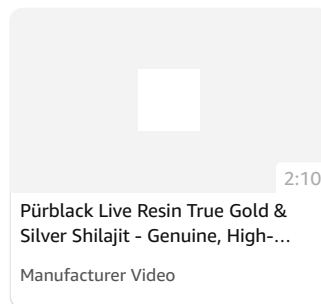 2:10
Pürblack Live Resin True Gold &
Silver Shilajit - Genuine, High-...
Manufacturer Video